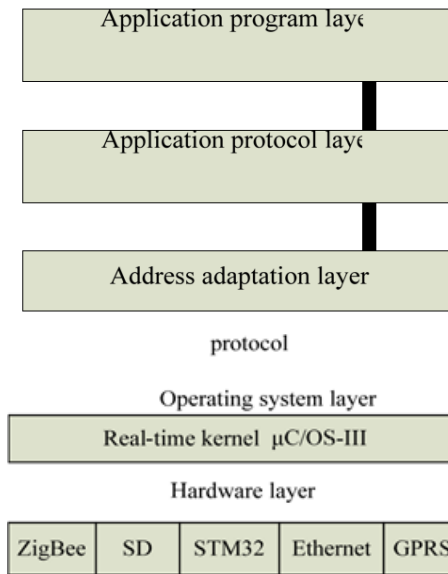 Application program laye
Application protocol laye
Address adaptation layer
protocol
Operating system layer
Real-time kernel μC/OS-III
Hardware layer
ZigBee SD STM32 Ethernet GPRS